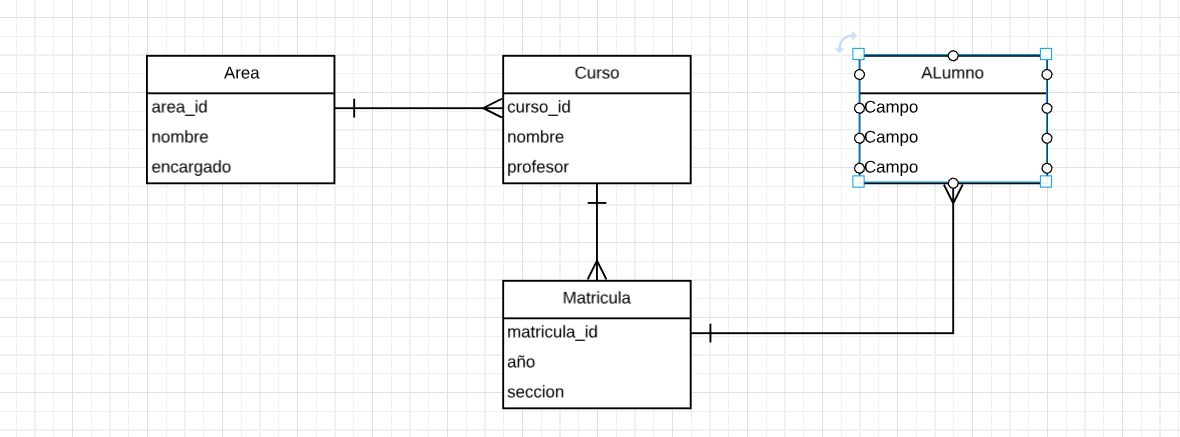 Area
area_id
nombre
encargado
Curso
curso_id
nombre
profesor
ALumno
Campo
Campo
Campo
Matricula
matricula_id
año
seccion